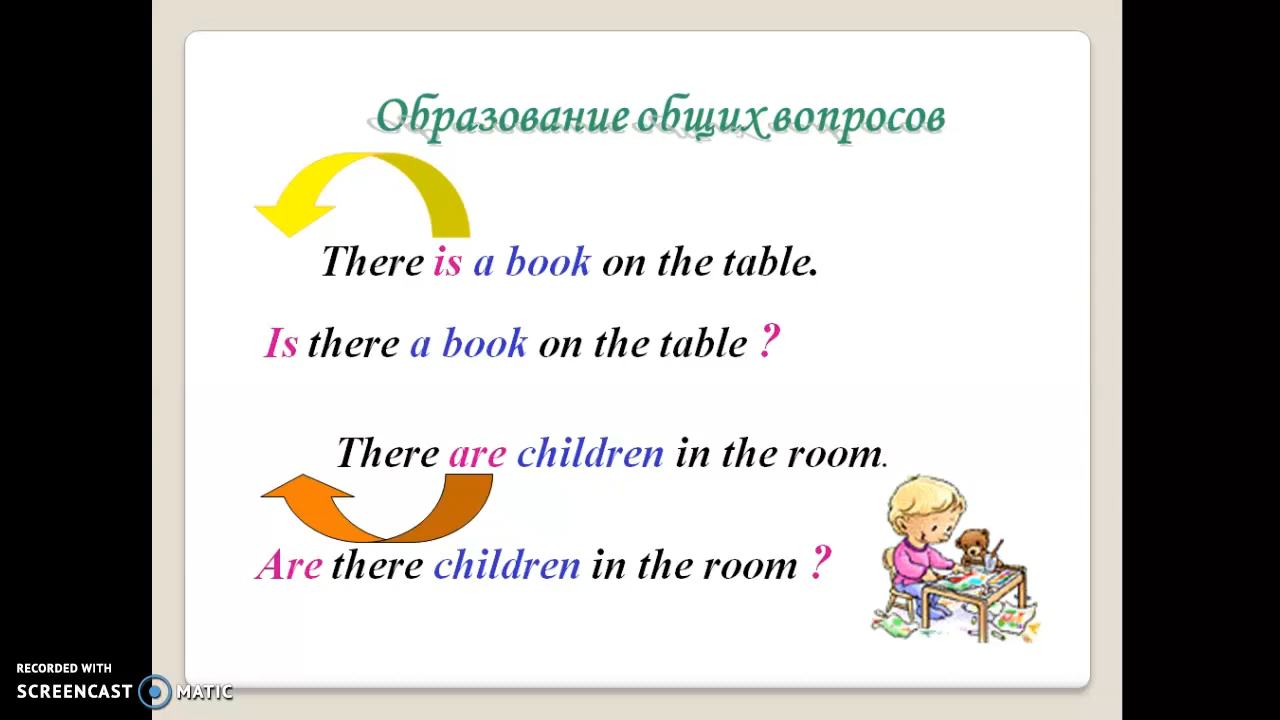 Образование общих вопросов
There is a book on the table.
Is there a book on the table ?
There are children in the room.
Are there children in the room ?
RECORDED WITH
SCREENCAST MATIC